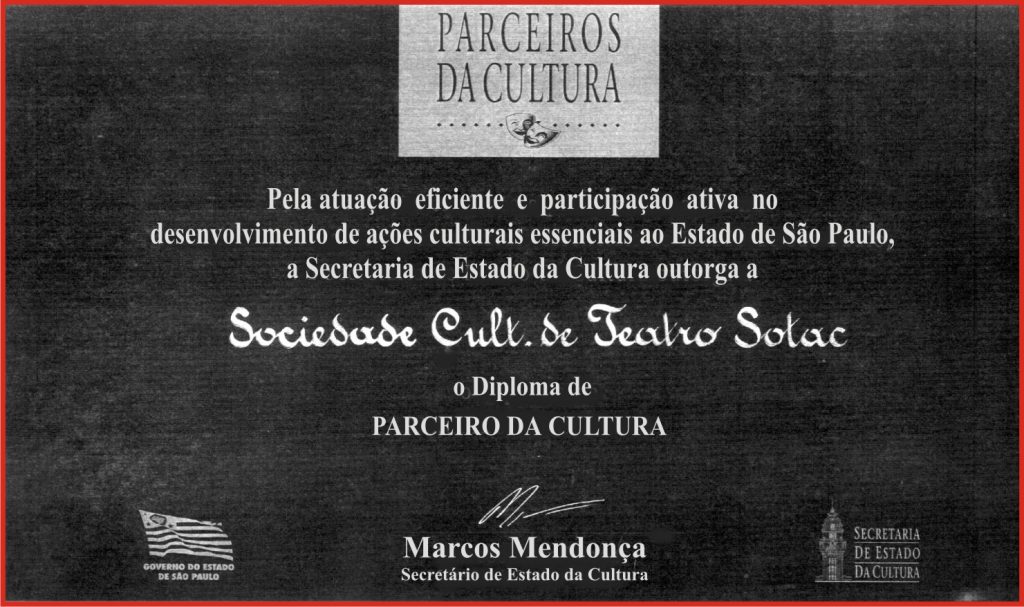 PARCEIROS
DA CULTURA
Pela atuação eficiente e participação ativa no
desenvolvimento de ações culturais essenciais ao Estado de São Paulo,
a Secretaria de Estado da Cultura outorga a
Sociedade Cult. de Teatro Sotac
o Diploma de
PARCEIRO DA CULTURA
Marcos Mendonça
Secretário de Estado da Cultura
GOVERNO DO ESTADO
DE SÃO PAULO
SECRETARIA
DE ESTADO
DA CULTURA